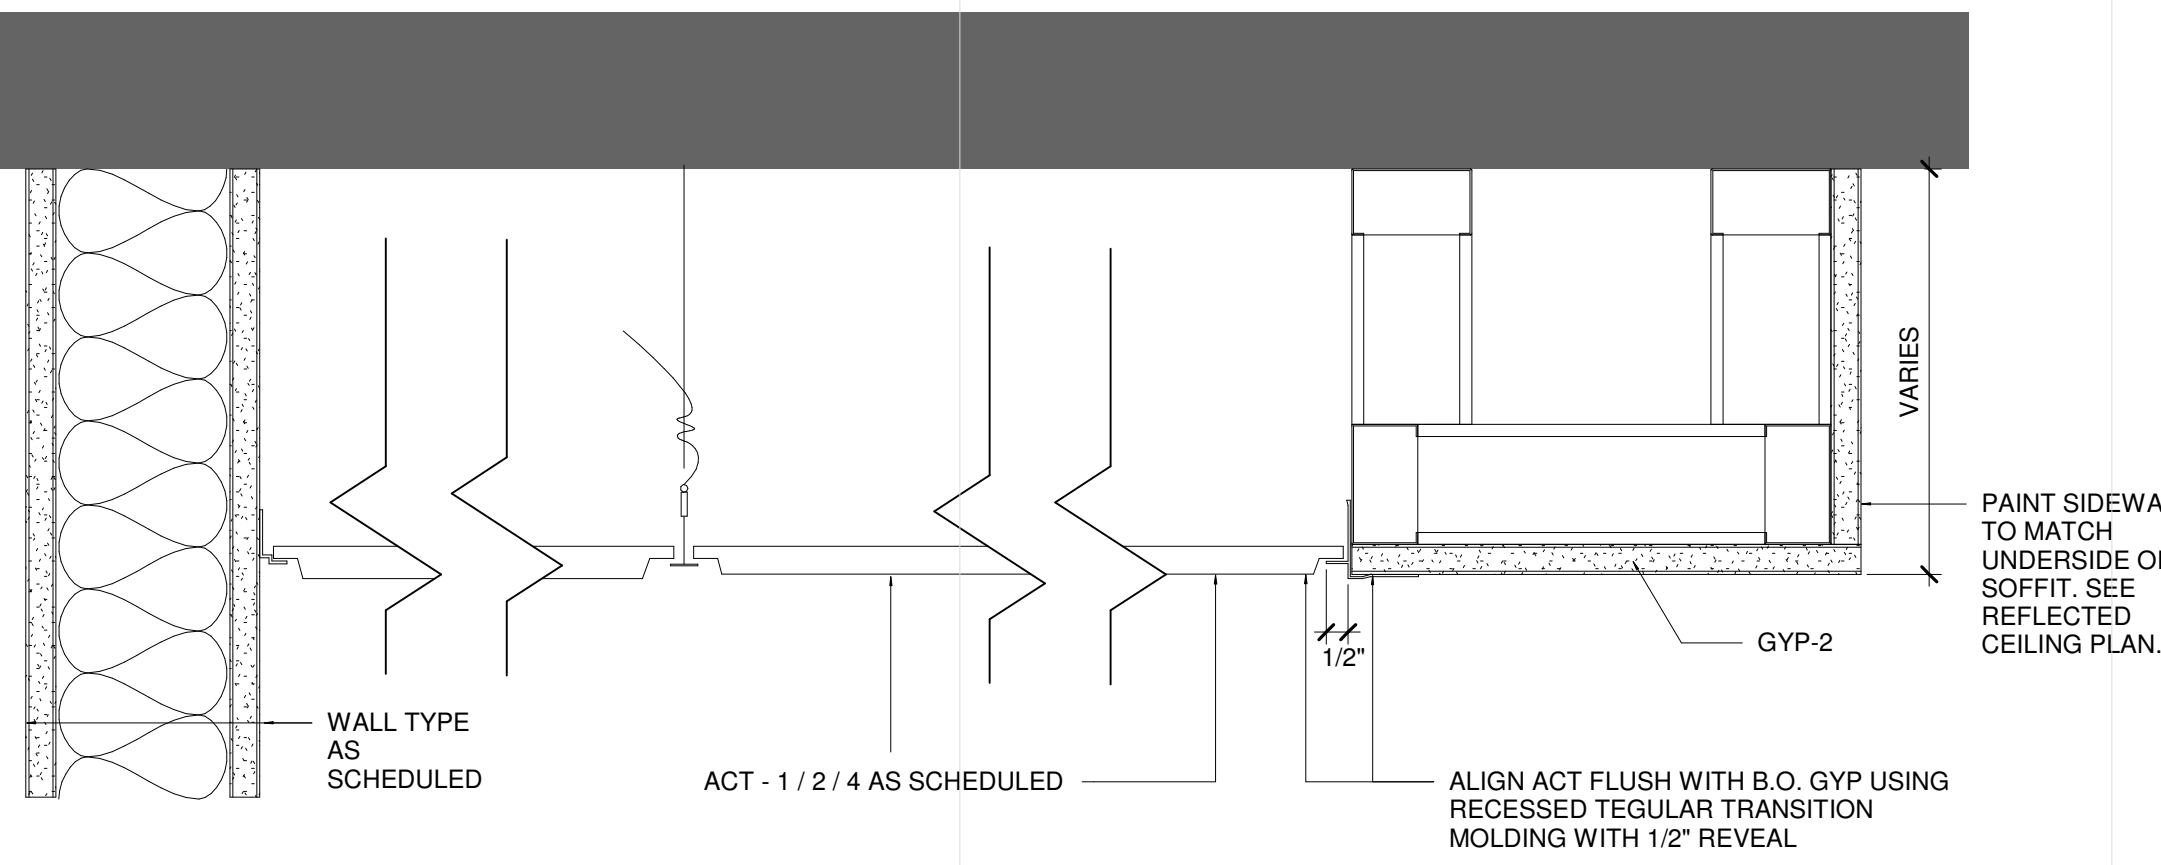 VARIES
PAINT
TO MATCH
UNDERSIDE
SOFFIT. SEE
REFLECTED
CEILING PLAN.
GYP-2
1/2"
WALL TYPE
AS
SCHEDULED
ACT - 1 / 2 / 4 AS SCHEDULED
ALIGN ACT FLUSH WITH B.O. GYP USING
RECESSED TEGULAR TRANSITION
MOLDING WITH 1/2" REVEAL